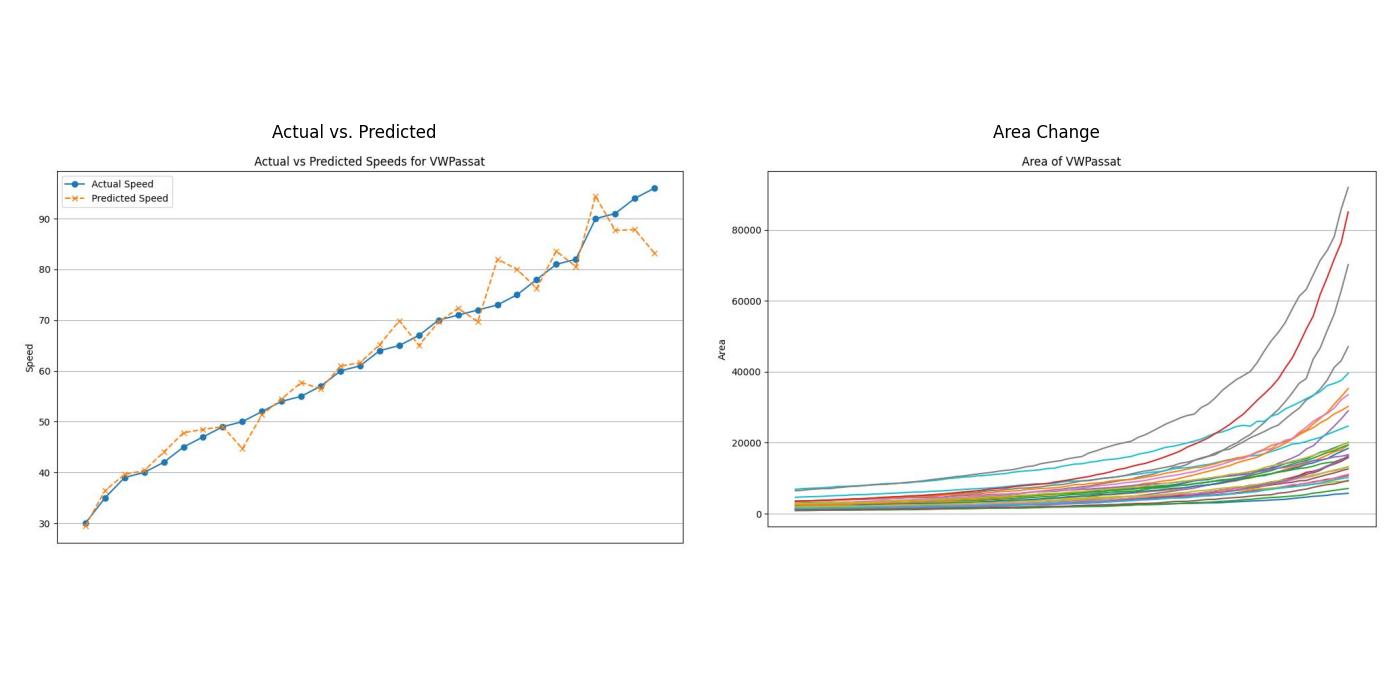 Actual vs. Predicted
Actual vs Predicted Speeds for VWPassat
Actual Speed
Predicted Speed
90
80
70
60
50
40
30
Speed
Area Change
Area of VWPassat
80000
60000
40000
20000
0
Area